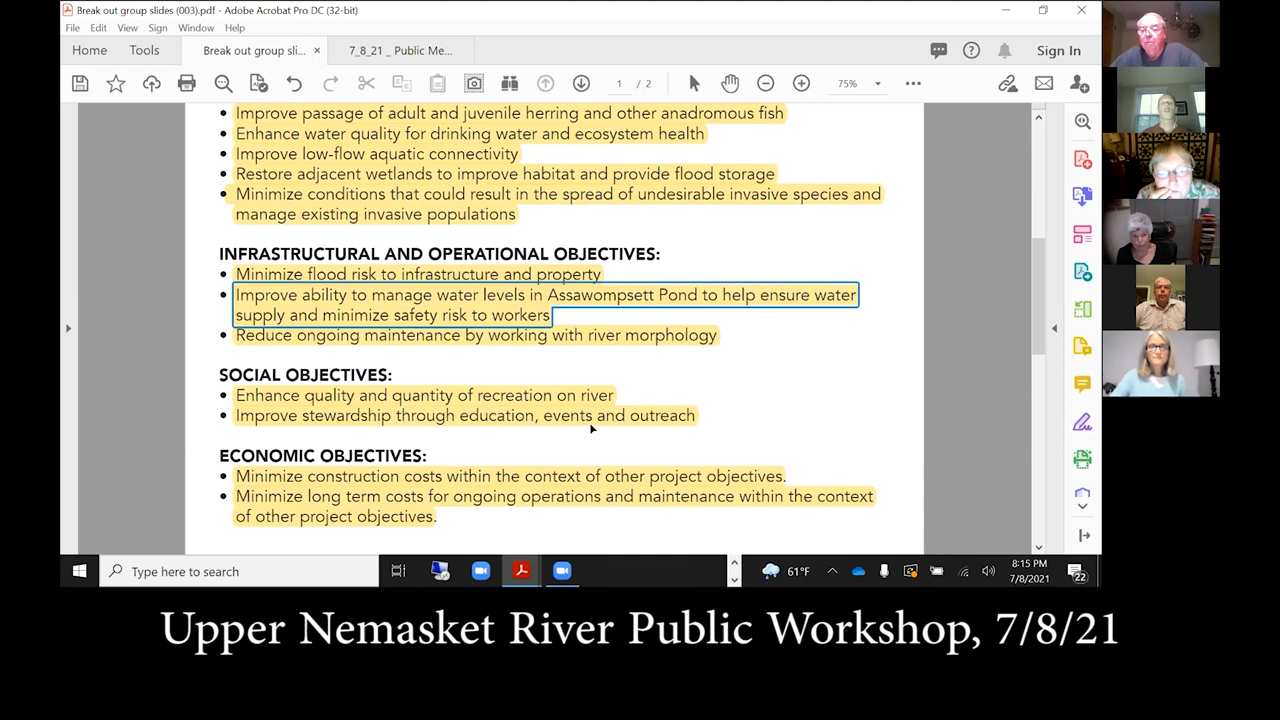 Break out group slides (003).pdf - Adobe Acrobat Pro DC (32-bit)
File Edit View Sign Window Help
Home Tools Break out group sli... × 7_8_21 _ Public Me... Sign In
1 / 2 75%
• Improve passage of adult and juvenile herring and other anadromous fish
• Enhance water quality for drinking water and ecosystem health
• Improve low-flow aquatic connectivity
• Restore adjacent wetlands to improve habitat and provide flood storage
• Minimize conditions that could result in the spread of undesirable invasive species and
manage existing invasive populations
INFRASTRUCTURAL AND OPERATIONAL OBJECTIVES:
• Minimize flood risk to infrastructure and property
• Improve ability to manage water levels in Assawompsett Pond to help ensure water
supply and minimize safety risk to workers
• Reduce ongoing maintenance by working with river morphology
SOCIAL OBJECTIVES:
• Enhance quality and quantity of recreation on river
• Improve stewardship through education, events and outreach
ECONOMIC OBJECTIVES:
• Minimize construction costs within the context of other project objectives.
• Minimize long term costs for ongoing operations and maintenance within the context
of other project objectives.
Type here to search 61°F 8:15 PM
7/8/2021 22
Upper Nemasket River Public Workshop, 7/8/21